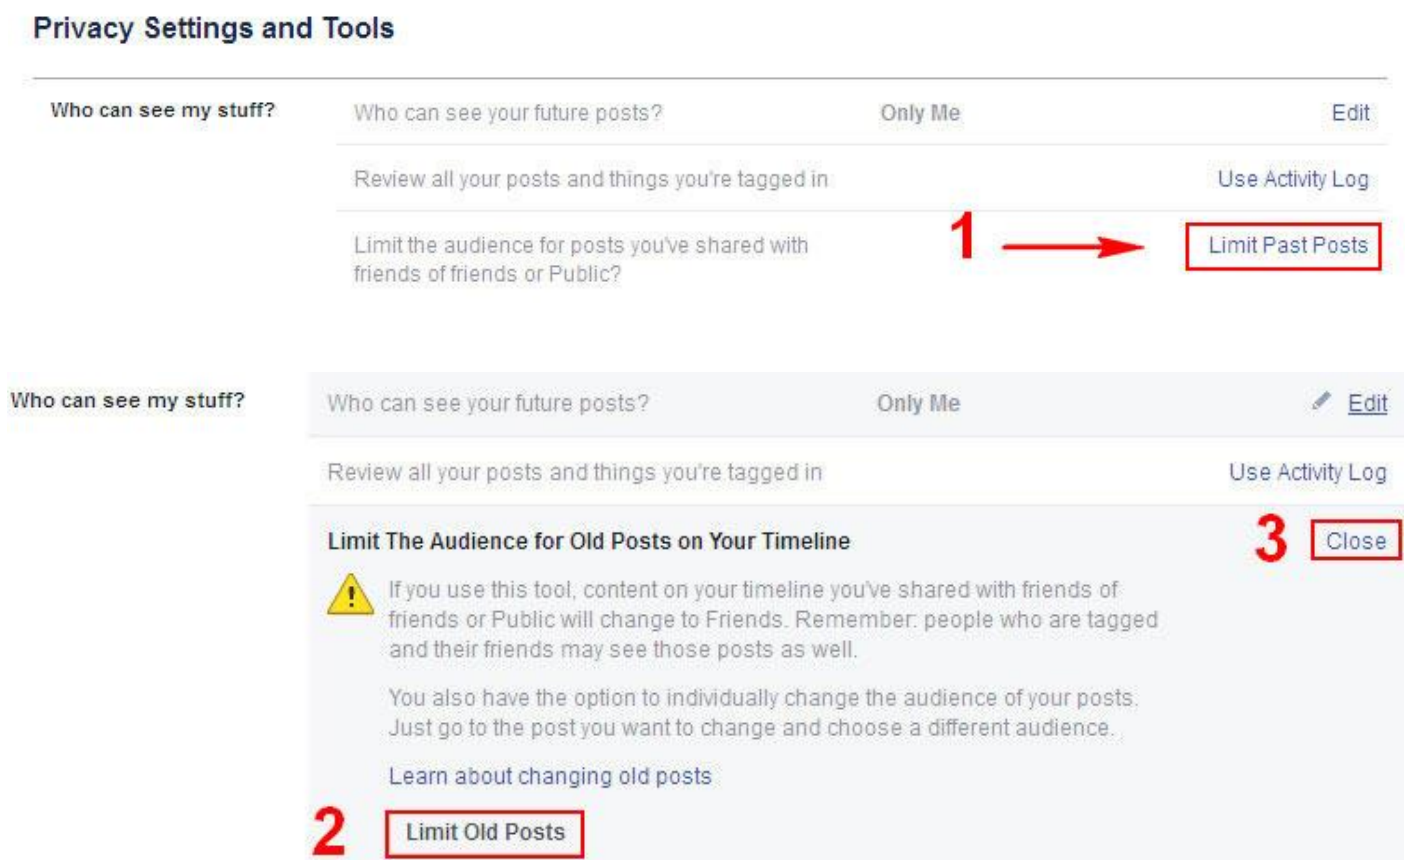 Privacy Settings and Tools
Who can see my stuff? Who can see your future posts? Only Me Edit
Review all your posts and things you're tagged in Use Activity Log
1
Limit the audience for posts you've shared with Limit Past Posts
friends of friends or Public?
Who can see my stuff? Who can see your future posts? Only Me Edit
Review all your posts and things you're tagged in Use Activity Log
Limit The Audience for Old Posts on Your Timeline 3 Close
If you use this tool, content on your timeline you've shared with friends of
friends or Public will change to Friends. Remember: people who are tagged
and their friends may see those posts as well.
You also have the option to individually change the audience of your posts.
Just go to the post you want to change and choose a different audience.
Learn about changing old posts
2 Limit Old Posts